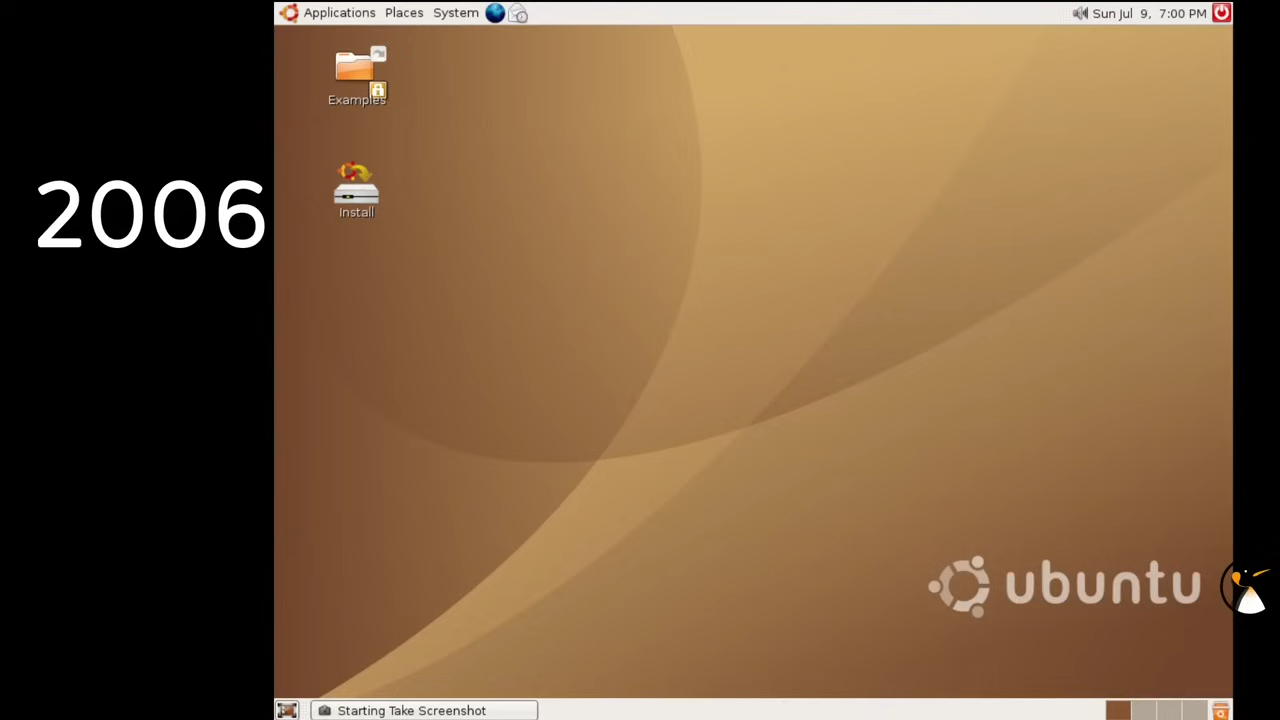 Applications Places System
Sun Jul 9, 7:00 PM
Examples
2006
Install
ubuntu
Starting Take Screenshot